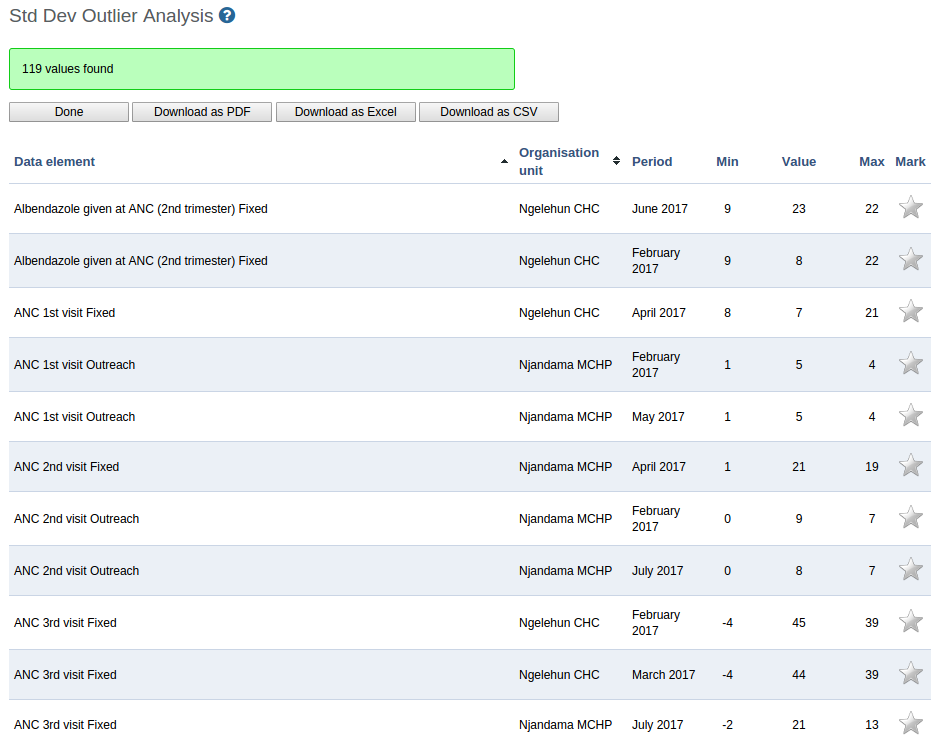 Std Dev Outlier Analysis ?
119 values found
Done Download as PDF Download as Excel Download as CSV
Data element Organisation unit Period Min Value Max Mark
Albendazole given at ANC (2nd trimester) Fixed Ngelehun CHC June 2017 9 23 22
Albendazole given at ANC (2nd trimester) Fixed Ngelehun CHC February 2017 9 8 22
ANC 1st visit Fixed Ngelehun CHC April 2017 8 7 21
ANC 1st visit Outreach Njandama MCHP February 2017 1 5 4
ANC 1st visit Outreach Njandama MCHP May 2017 1 5 4
ANC 2nd visit Fixed Njandama MCHP April 2017 1 21 19
ANC 2nd visit Outreach Njandama MCHP February 2017 0 9 7
ANC 2nd visit Outreach Njandama MCHP July 2017 0 8 7
ANC 3rd visit Fixed Ngelehun CHC February 2017 -4 45 39
ANC 3rd visit Fixed Ngelehun CHC March 2017 -4 44 39
ANC 3rd visit Fixed Njandama MCHP July 2017 -2 21 13